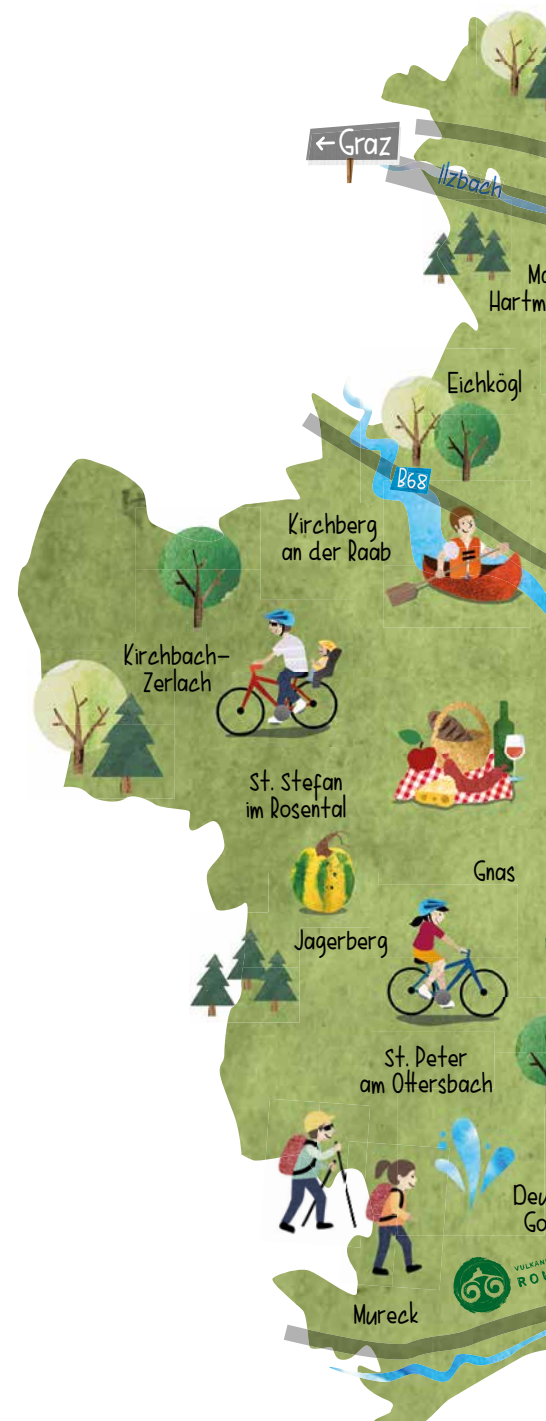 ←Graz
Ilzbach
Hartm
Eichkögl
B68
Kirchberg
an der Raab
Kirchbach-
Zerlach
St. Stefan
im Rosental
Gnas
Jagerberg
St. Peter
am Ottersbach
Mureck